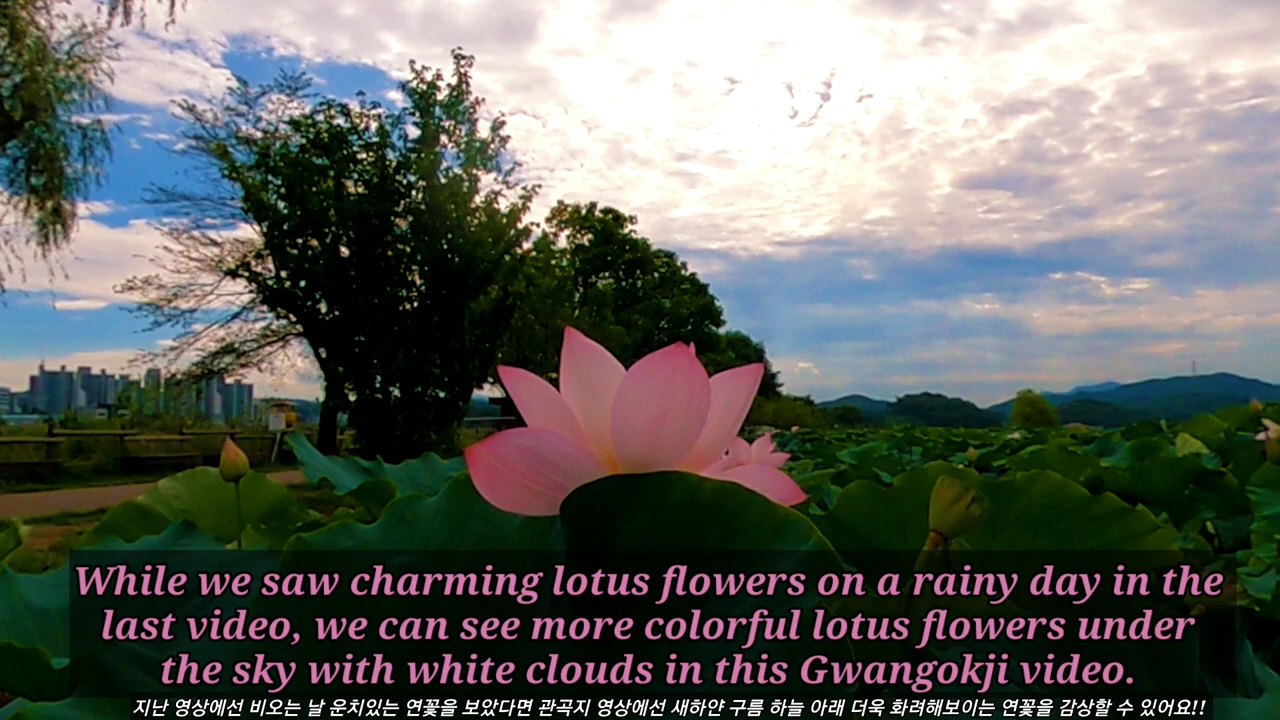 While we saw charming lotus flowers on a rainy day in the
last video, we can see more colorful lotus flowers under
the sky with white clouds in this Gwangokji video.
지난 영상에선 비오는 날 운치있는 연꽃을 보았다면 관곡지 영상에선 새하얀 구름 하늘 아래 더욱 화려해보이는 연꽃을 감상할 수 있어요!!